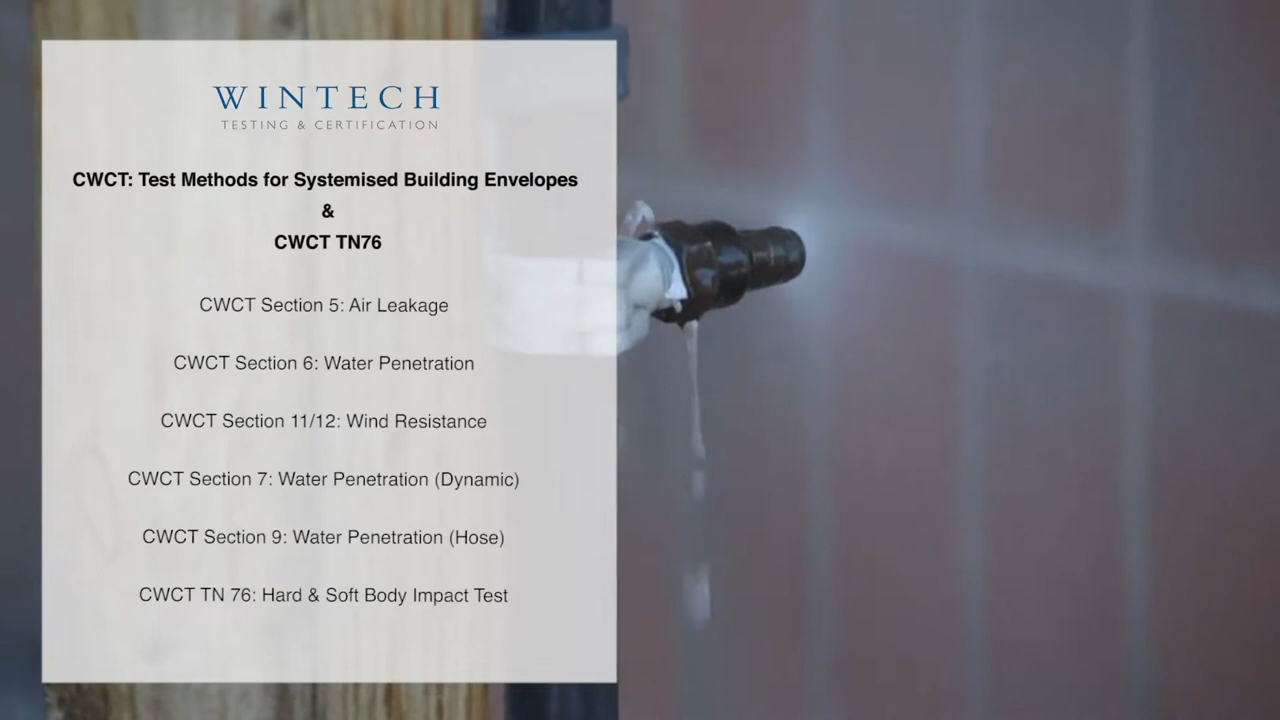 WINTECH
TESTING & CERTIFICATION
CWCT: Test Methods for Systemised Building Envelopes
&
CWCT TN76
CWCT Section 5: Air Leakage
CWCT Section 6: Water Penetration
CWCT Section 11/12: Wind Resistance
CWCT Section 7: Water Penetration (Dynamic)
CWCT Section 9: Water Penetration (Hose)
CWCT TN 76: Hard & Soft Body Impact Test